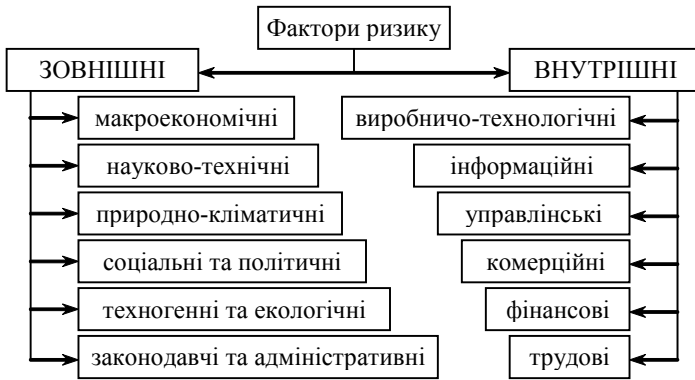 Фактори ризику
ЗОВНІШНІ
ВНУТРІШНІ
макроекономічні
виробничо-технологічні
науково-технічні
інформаційні
природно-кліматичні
управлінські
соціальні та політичні
комерційні
техногенні та екологічні
фінансові
законодавчі та адміністративні
трудові